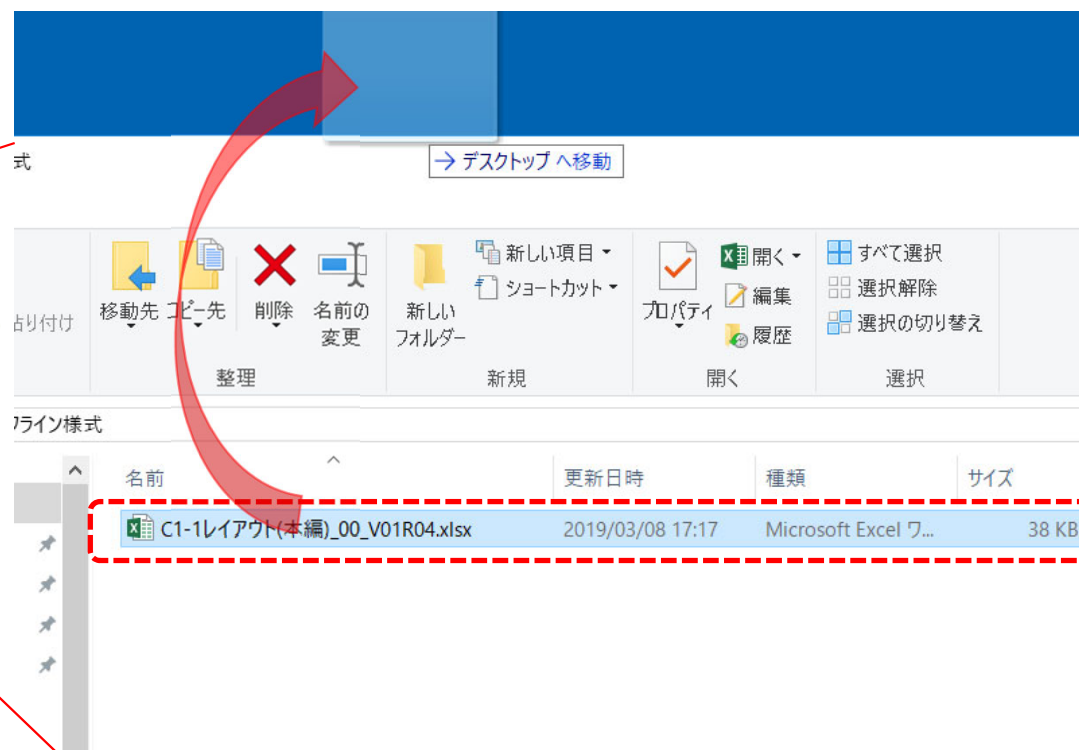 式
→ デスクトップ へ移動
貼り付け
移動先
コピー先
削除
名前の
変更
新しい
フォルダー
新しい項目
ショートカット
プロパティ
開く
編集
履歴
すべて選択
選択解除
選択の切り替え
整理
新規
開く
選択
フライン様式
名前
更新日時
種類
サイズ
C1-1レイアウト(本編)_00_V01R04.xlsx
2019/03/08 17:17
Microsoft Excel ワ...
38 KB